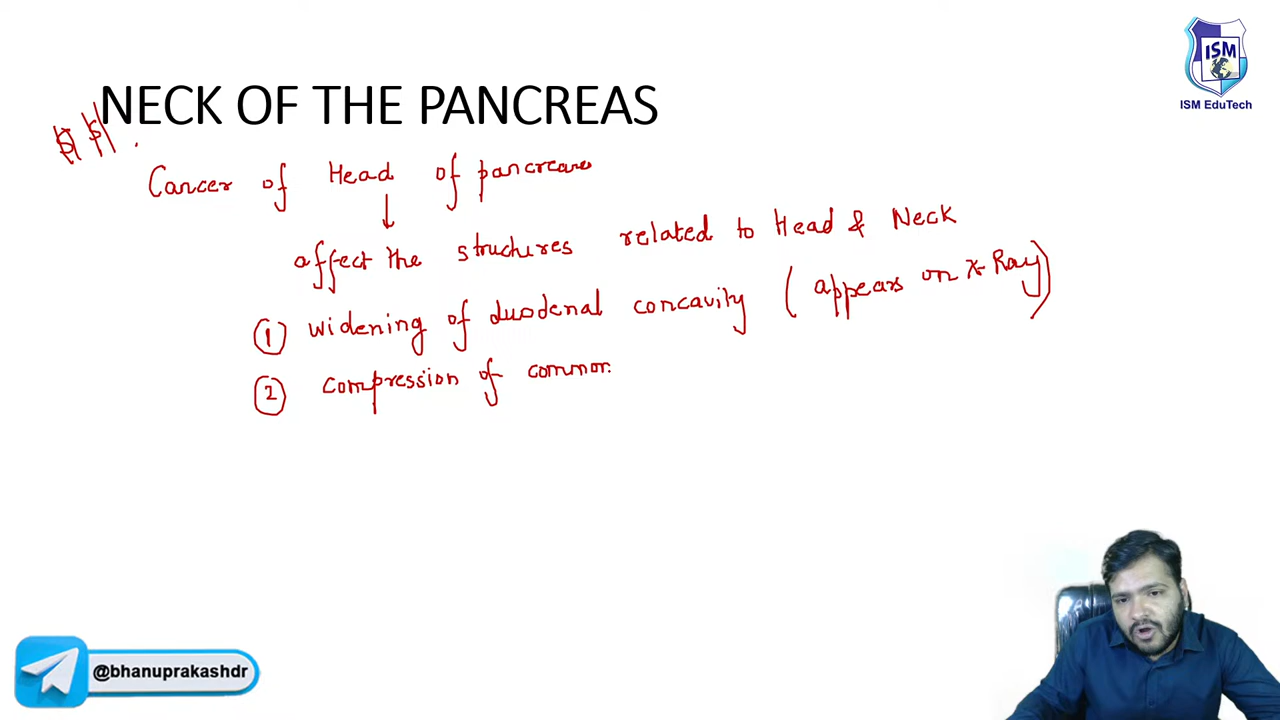 ISM
ISM EduTech
NECK OF THE PANCREAS
$ $
Cancer of Head of pancreas
affect the structures related to Head & Neck
① widening of duodenal concavity (appears on X-Ray)
② compression of common
@bhanuprakashdr